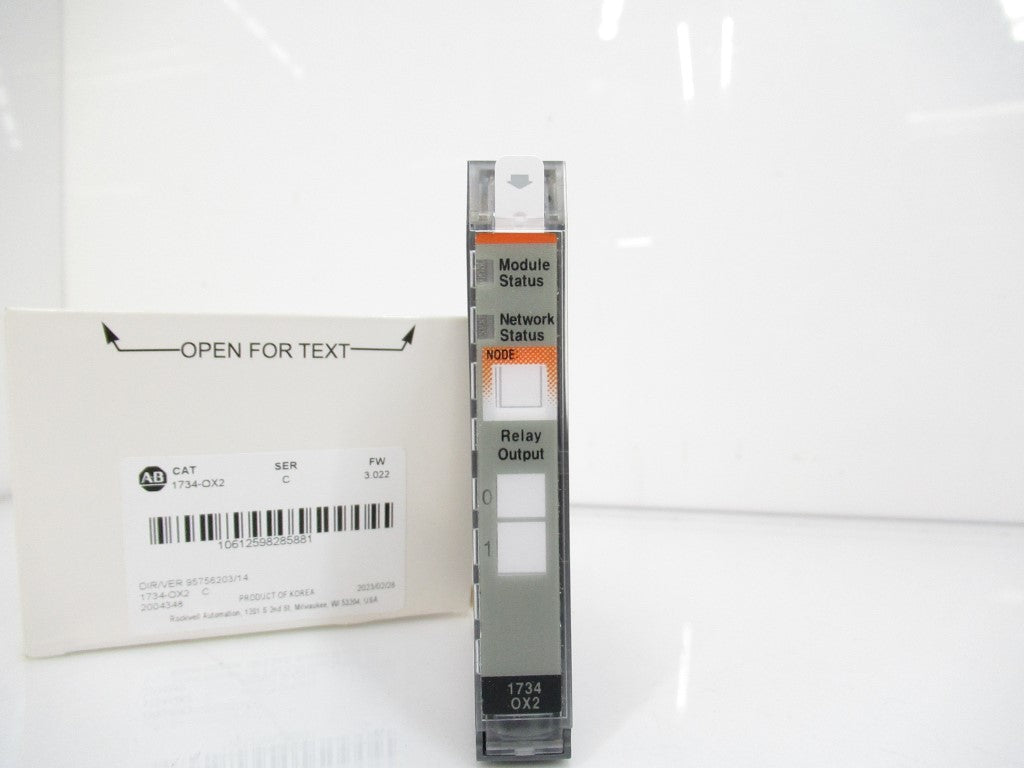 OPEN FOR TEXT
AB CAT SER FW
1734-OX2 C 3.022
10612598285881
DIR/VER 95756203/14
1734-OX2 C PRODUCT OF KOREA 2023/02/28
2004348
Rockwell Automation, 1201 S 2nd St, Milwaukee, WI 53204, USA
Module
Status
Network
Status
NODE:
Relay
Output
0
1
1734
OX2